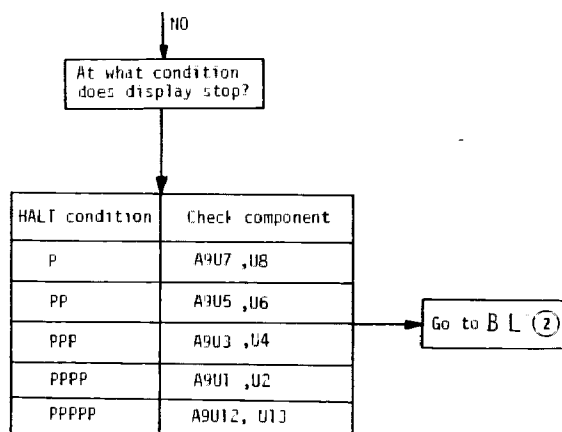 NO
At what condition
does display stop?
HALT condition Check component
P A9U7 ,U8
PP A9U5 ,U6
PPP A9U3 ,U4
PPPP A9U1 ,U2
PPPPP A9U12, U13
Go to B L (2)